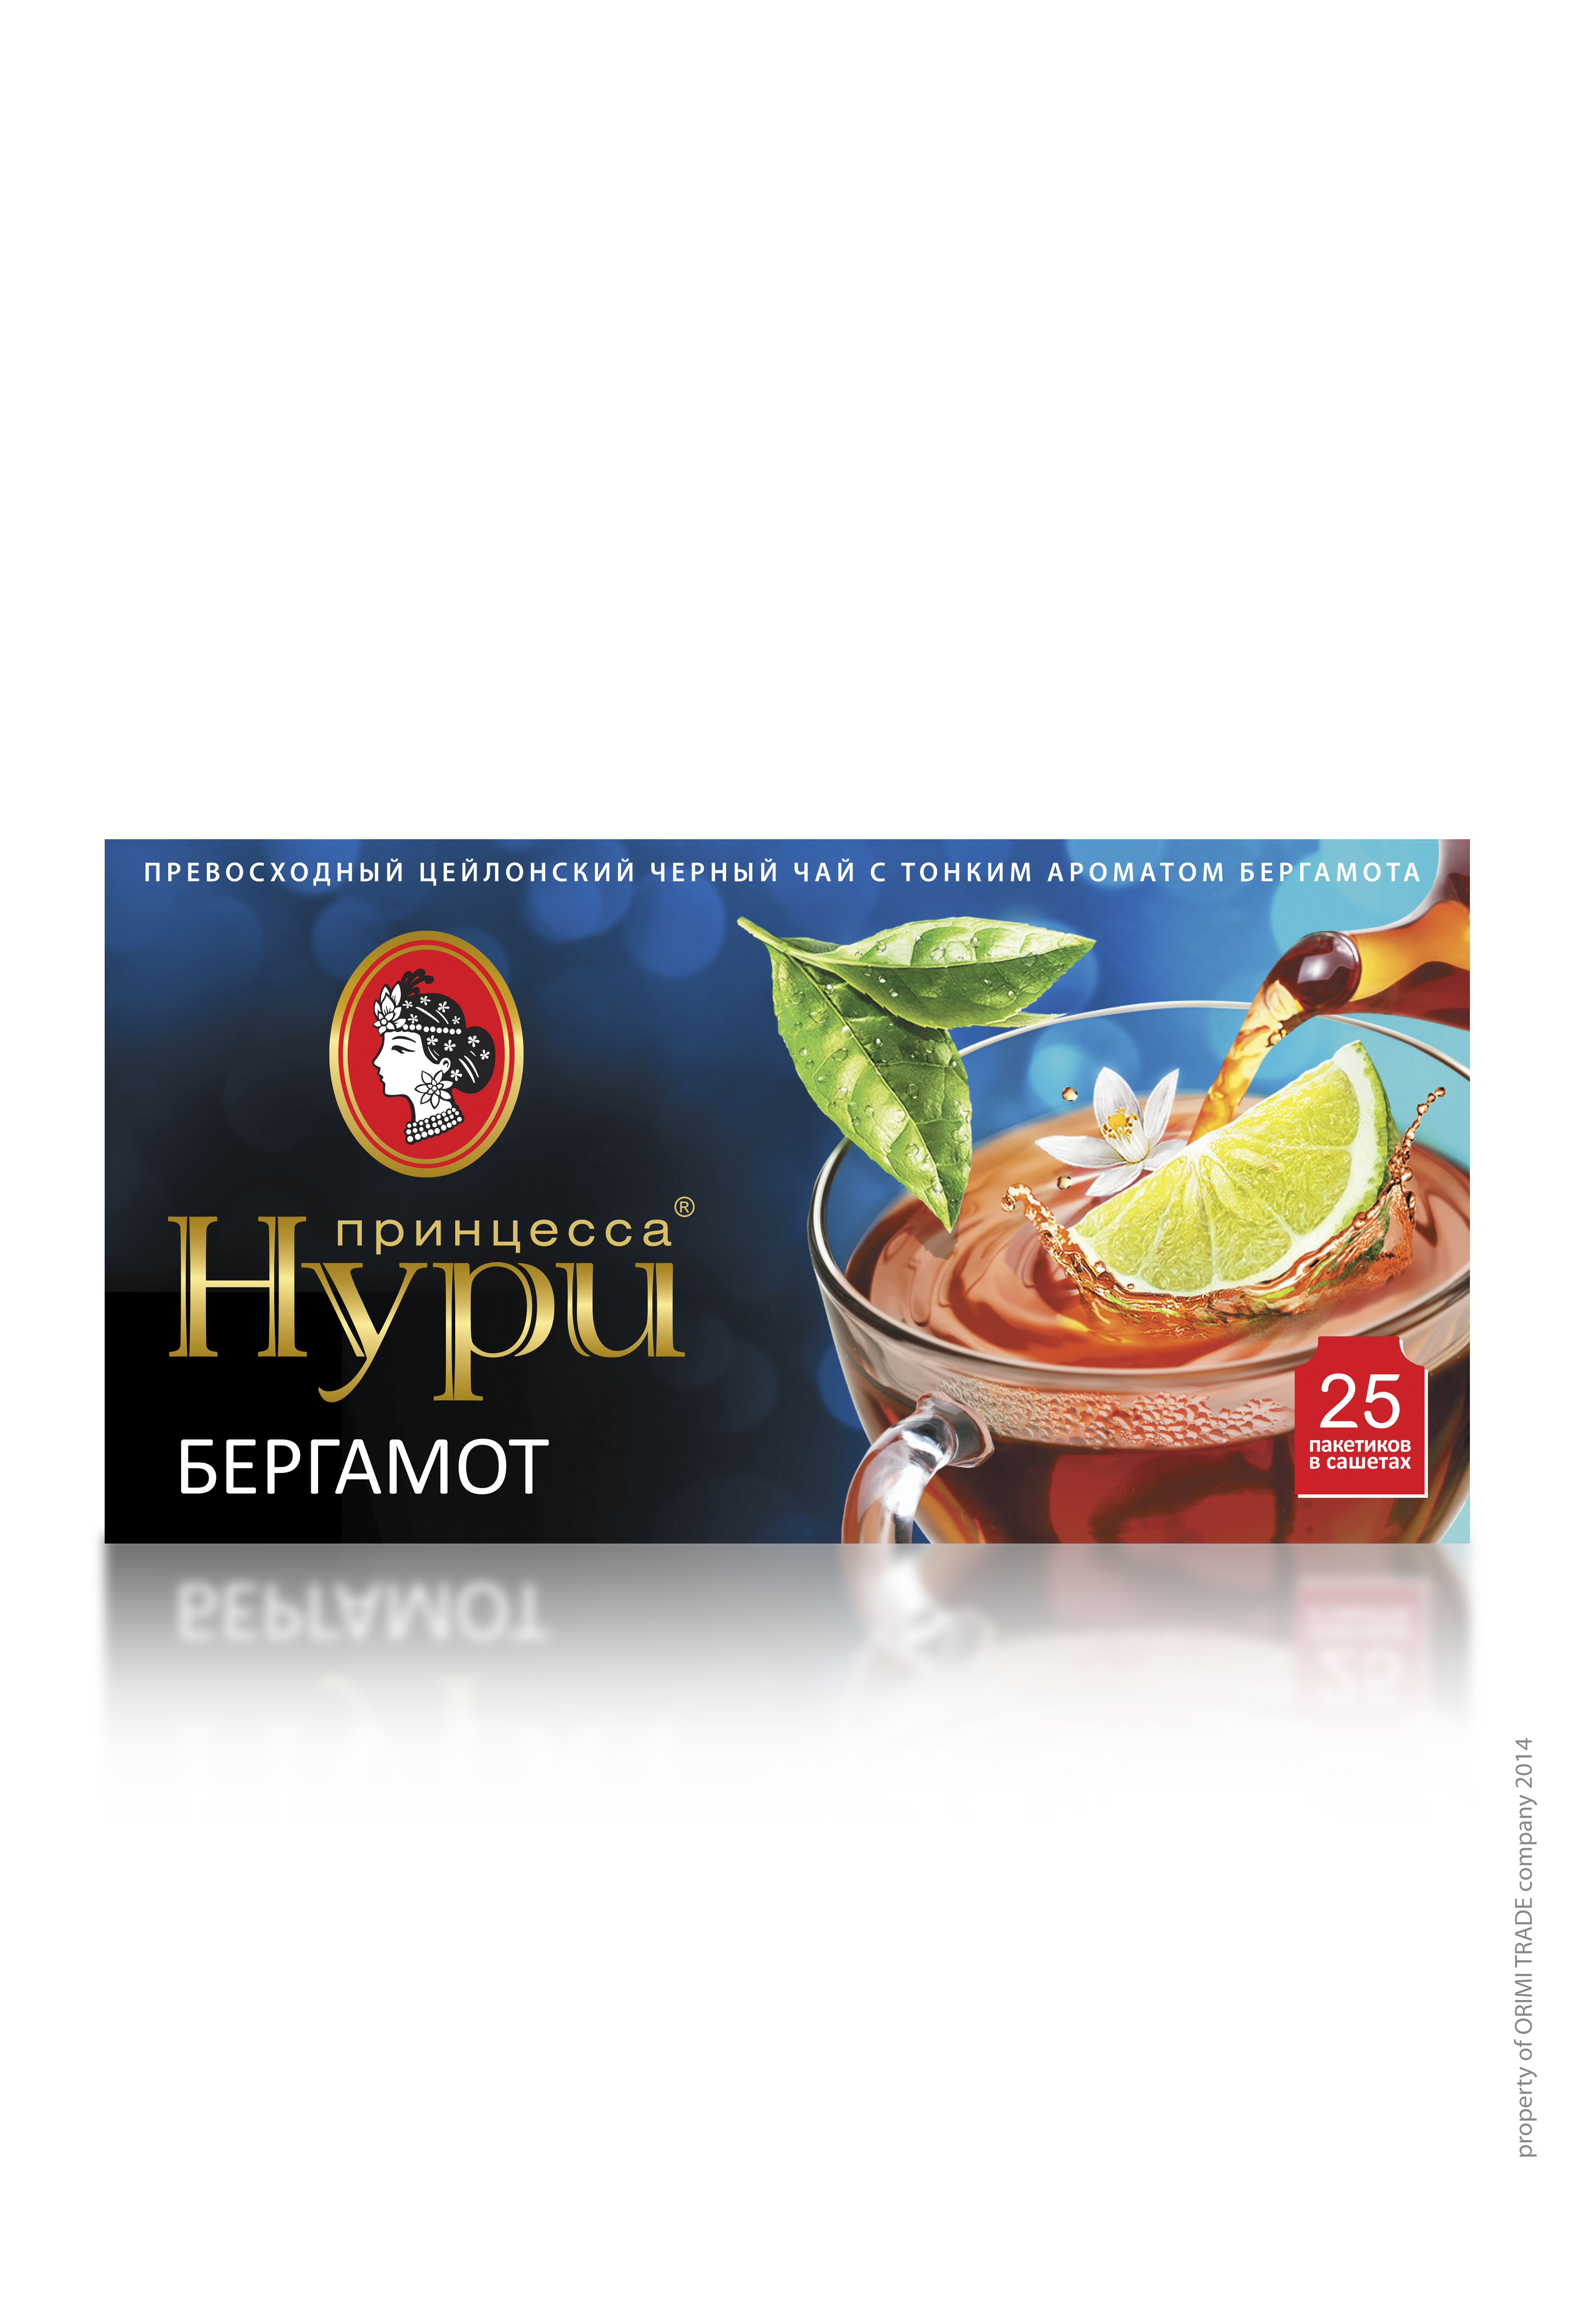 ПРЕВОСХОДНЫЙ ЦЕЙЛОНСКИЙ ЧЕРНЫЙ ЧАЙ С ТОНКИМ АРОМАТОМ БЕРГАМОТА
принцесса®
Нури
БЕРГАМОТ
25
пакетиков
в сашетах
property of ORIMI TRADE company 2014